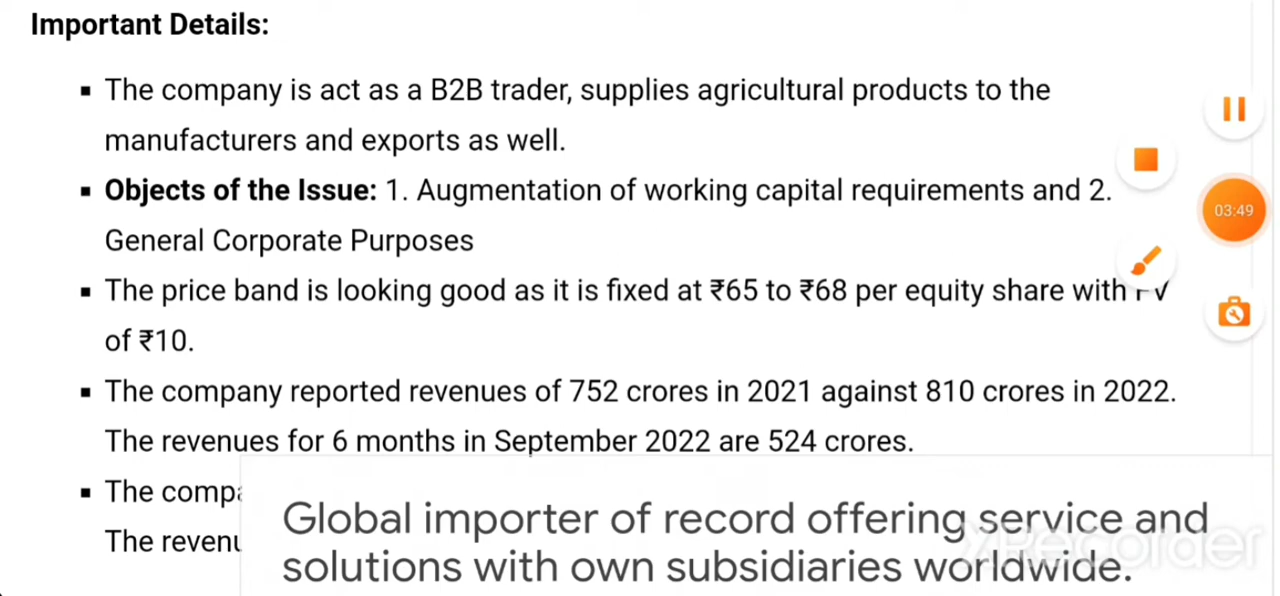 Important Details:
▪ The company is act as a B2B trader, supplies agricultural products to the
manufacturers and exports as well.
▪ Objects of the Issue: 1. Augmentation of working capital requirements and 2.
General Corporate Purposes
▪ The price band is looking good as it is fixed at ₹65 to ₹68 per equity share with FV
of ₹10.
▪ The company reported revenues of 752 crores in 2021 against 810 crores in 2022.
The revenues for 6 months in September 2022 are 524 crores.
▪ The
The
Global importer of record offering service and
solutions with own subsidiaries worldwide.
03:49
XRecorder